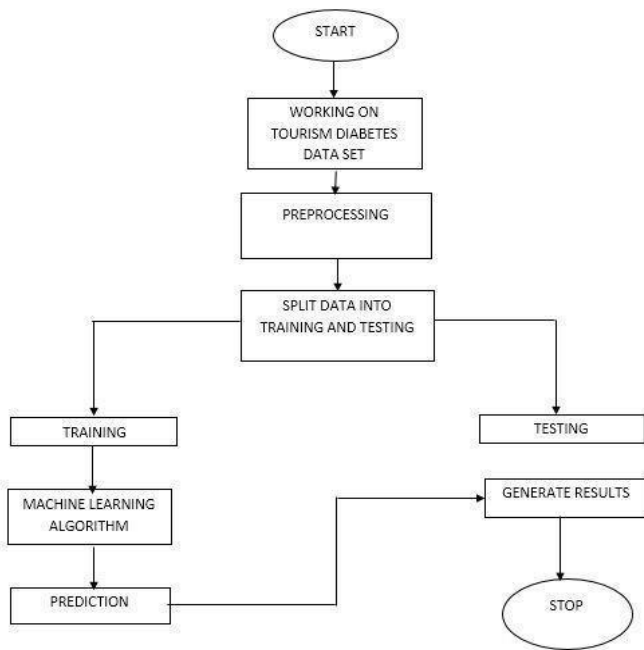 START
WORKING ON
TOURISM DIABETES
DATA SET
PREPROCESSING
SPLIT DATA INTO
TRAINING AND TESTING
TRAINING
TESTING
MACHINE LEARNING
ALGORITHM
GENERATE RESULTS
PREDICTION
STOP